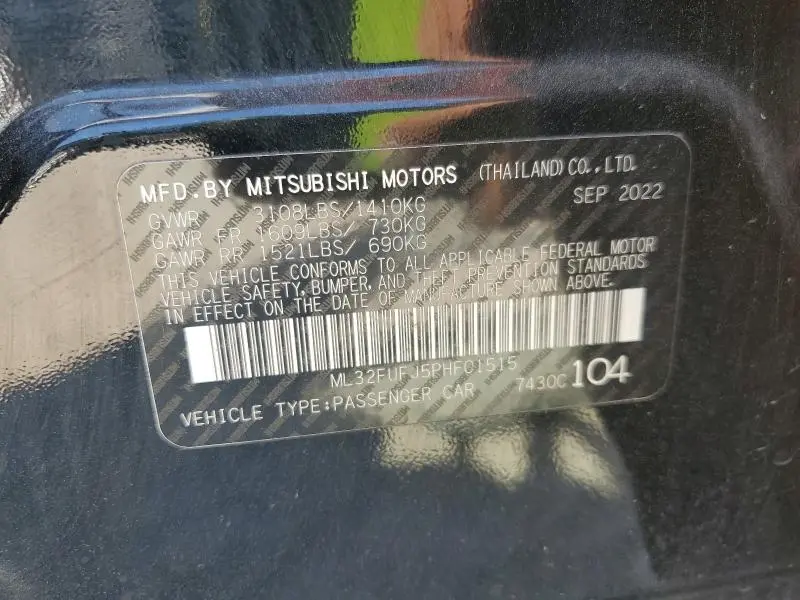 MFD.BY MITSUBISHI MOTORS (THAILAND)CO.,LTD.
SEP 2022
GVWR 3108LBS/1410KG
GAWR FR 1609LBS/ 730KG
GAWR RR 1521LBS/ 690KG
THIS VEHICLE CONFORMS TO ALL APPLICABLE FEDERAL MOTOR
VEHICLE SAFETY, BUMPER, AND THEFT PREVENTION STANDARDS
IN EFFECT ON THE DATE OF MANUFACTURE SHOWN ABOVE.
ML32FUFJ5PHF01515
7430C 104
VEHICLE TYPE:PASSENGER CAR